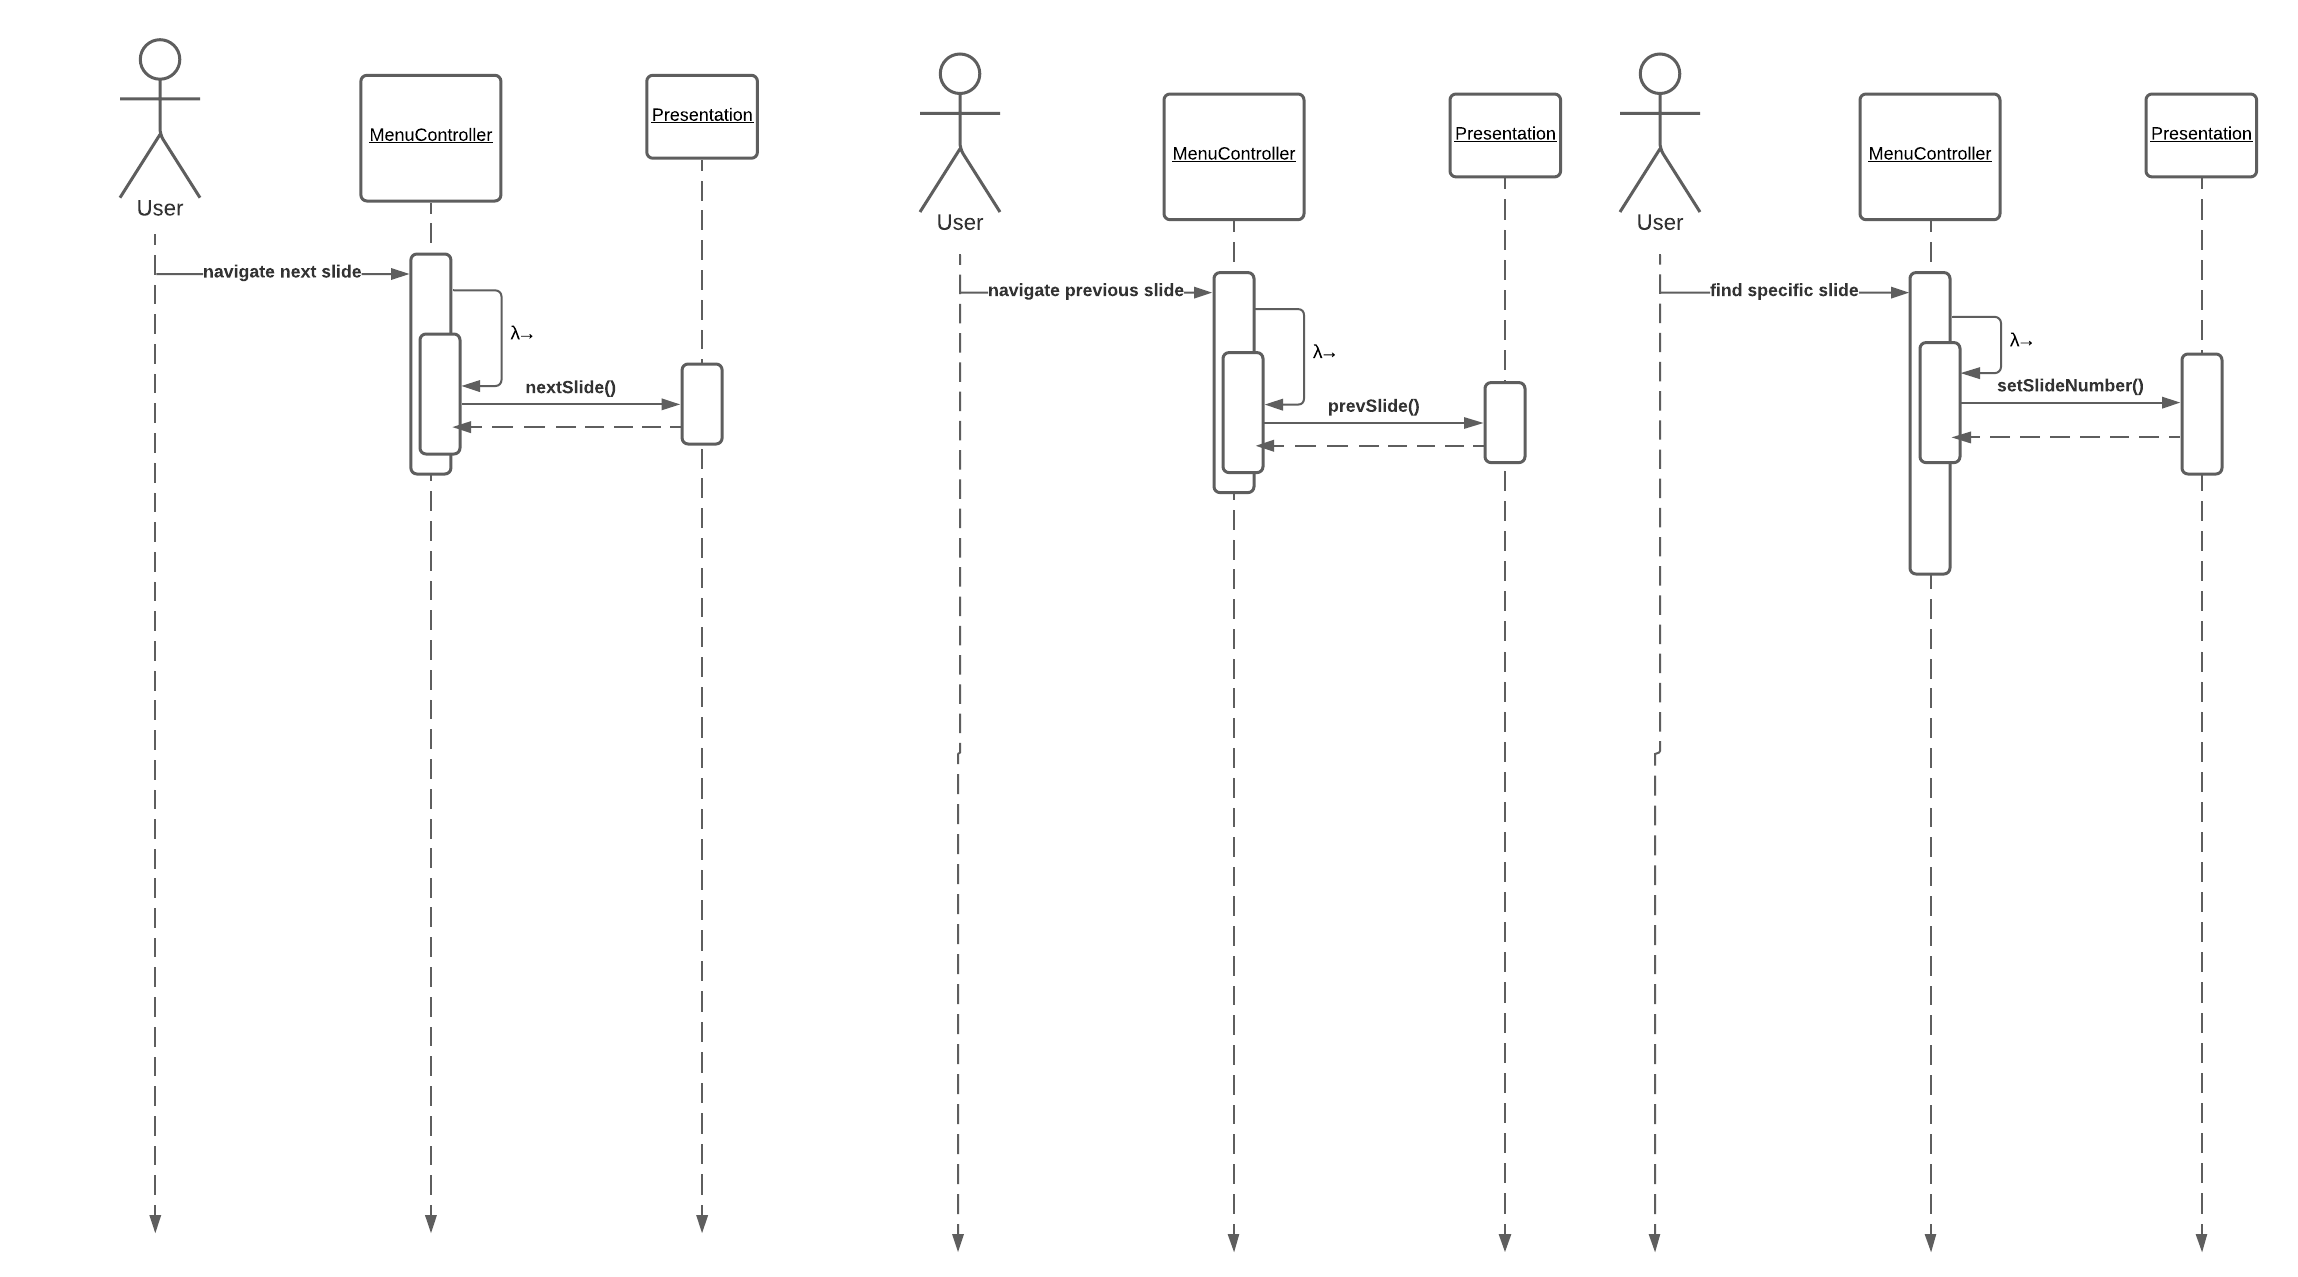 User
MenuController
Presentation
navigate next slide
λ→
nextSlide()
User
MenuController
Presentation
navigate previous slide
λ→
prevSlide()
User
MenuController
Presentation
find specific slide
λ→
setSlideNumber()